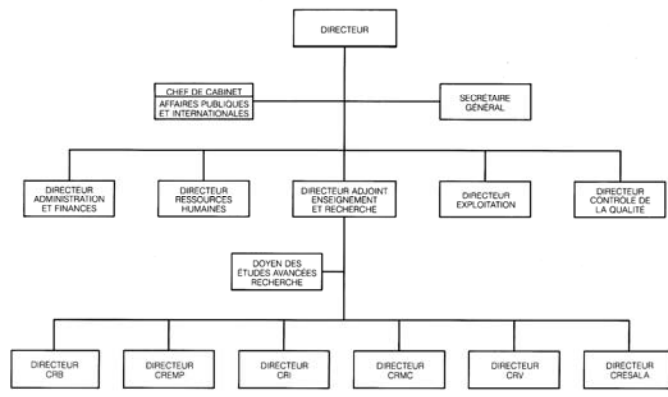 DIRECTEUR
CHEF DE CABINET
AFFAIRES PUBLIQUES
ET INTERNATIONALES
SECRÉTAIRE
GÉNÉRAL
DIRECTEUR
ADMINISTRATION
ET FINANCES
DIRECTEUR
RESSOURCES
HUMAINES
DIRECTEUR ADJOINT
ENSEIGNEMENT
ET RECHERCHE
DIRECTEUR
EXPLOITATION
DIRECTEUR
CONTRÔLE DE
LA QUALITÉ
DOYEN DES
ÉTUDES AVANCÉES
RECHERCHE
DIRECTEUR
CRB
DIRECTEUR
CREMP
DIRECTEUR
CRI
DIRECTEUR
CRMC
DIRECTEUR
CRV
DIRECTEUR
CRESALA